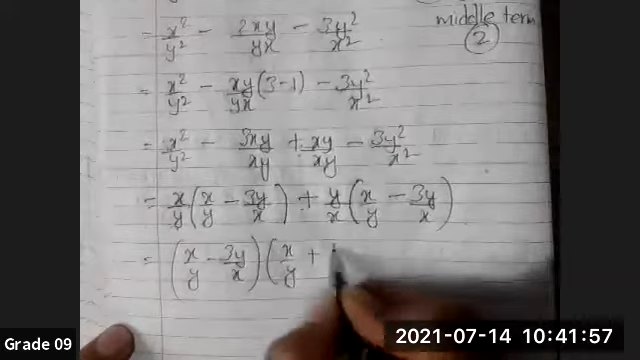 = x²/y² - 2xy/yx - 3y²/x²
middle term
2
= x²/y² - xy/yx (3-1) - 3y²/x²
= x²/y² - 3xy/xy + xy/xy - 3y²/x²
= x/y (x/y - 3y/x) + y/x (x/y - 3y/x)
= (x/y - 3y/x) (x/y +
Grade 09
2021-07-14 10:41:57